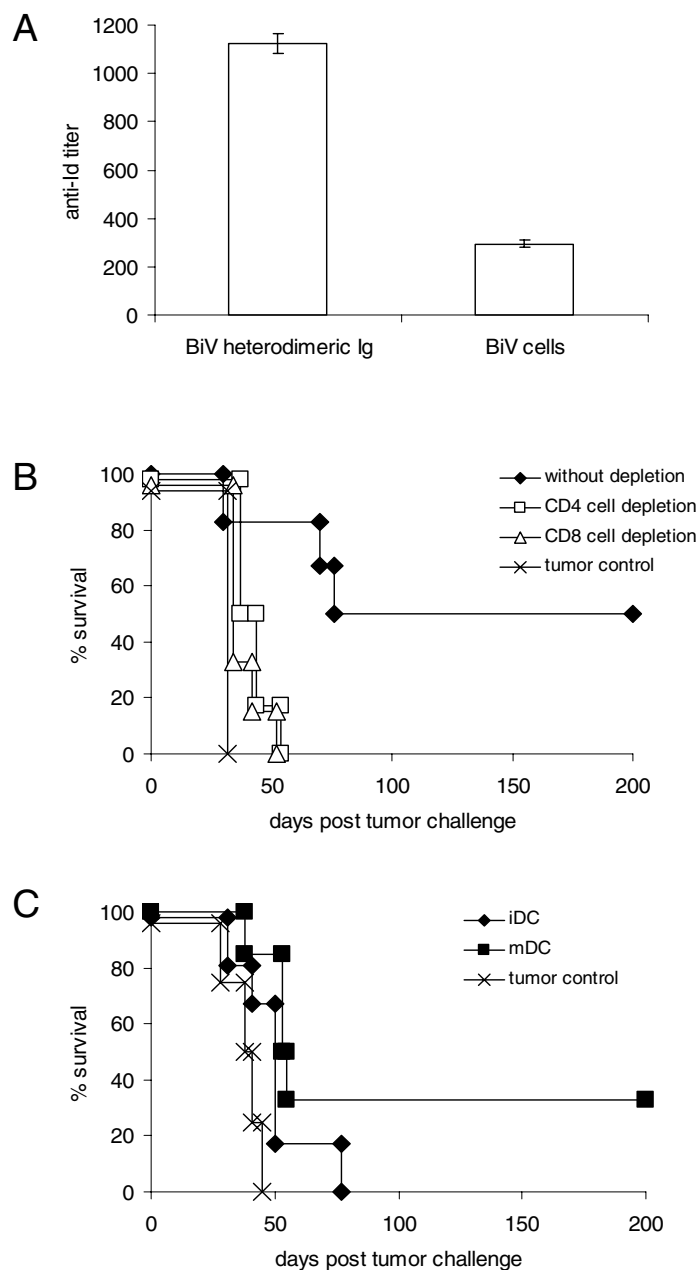 A
1200
1000
800
600
400
200
0
anti-Id titer
BiV heterodimeric Ig
BiV cells
B
100
80
60
40
20
0
% survival
without depletion
CD4 cell depletion
CD8 cell depletion
tumor control
0 50 100 150 200
days post tumor challenge
C
100
80
60
40
20
0
% survival
iDC
mDC
tumor control
0 50 100 150 200
days post tumor challenge